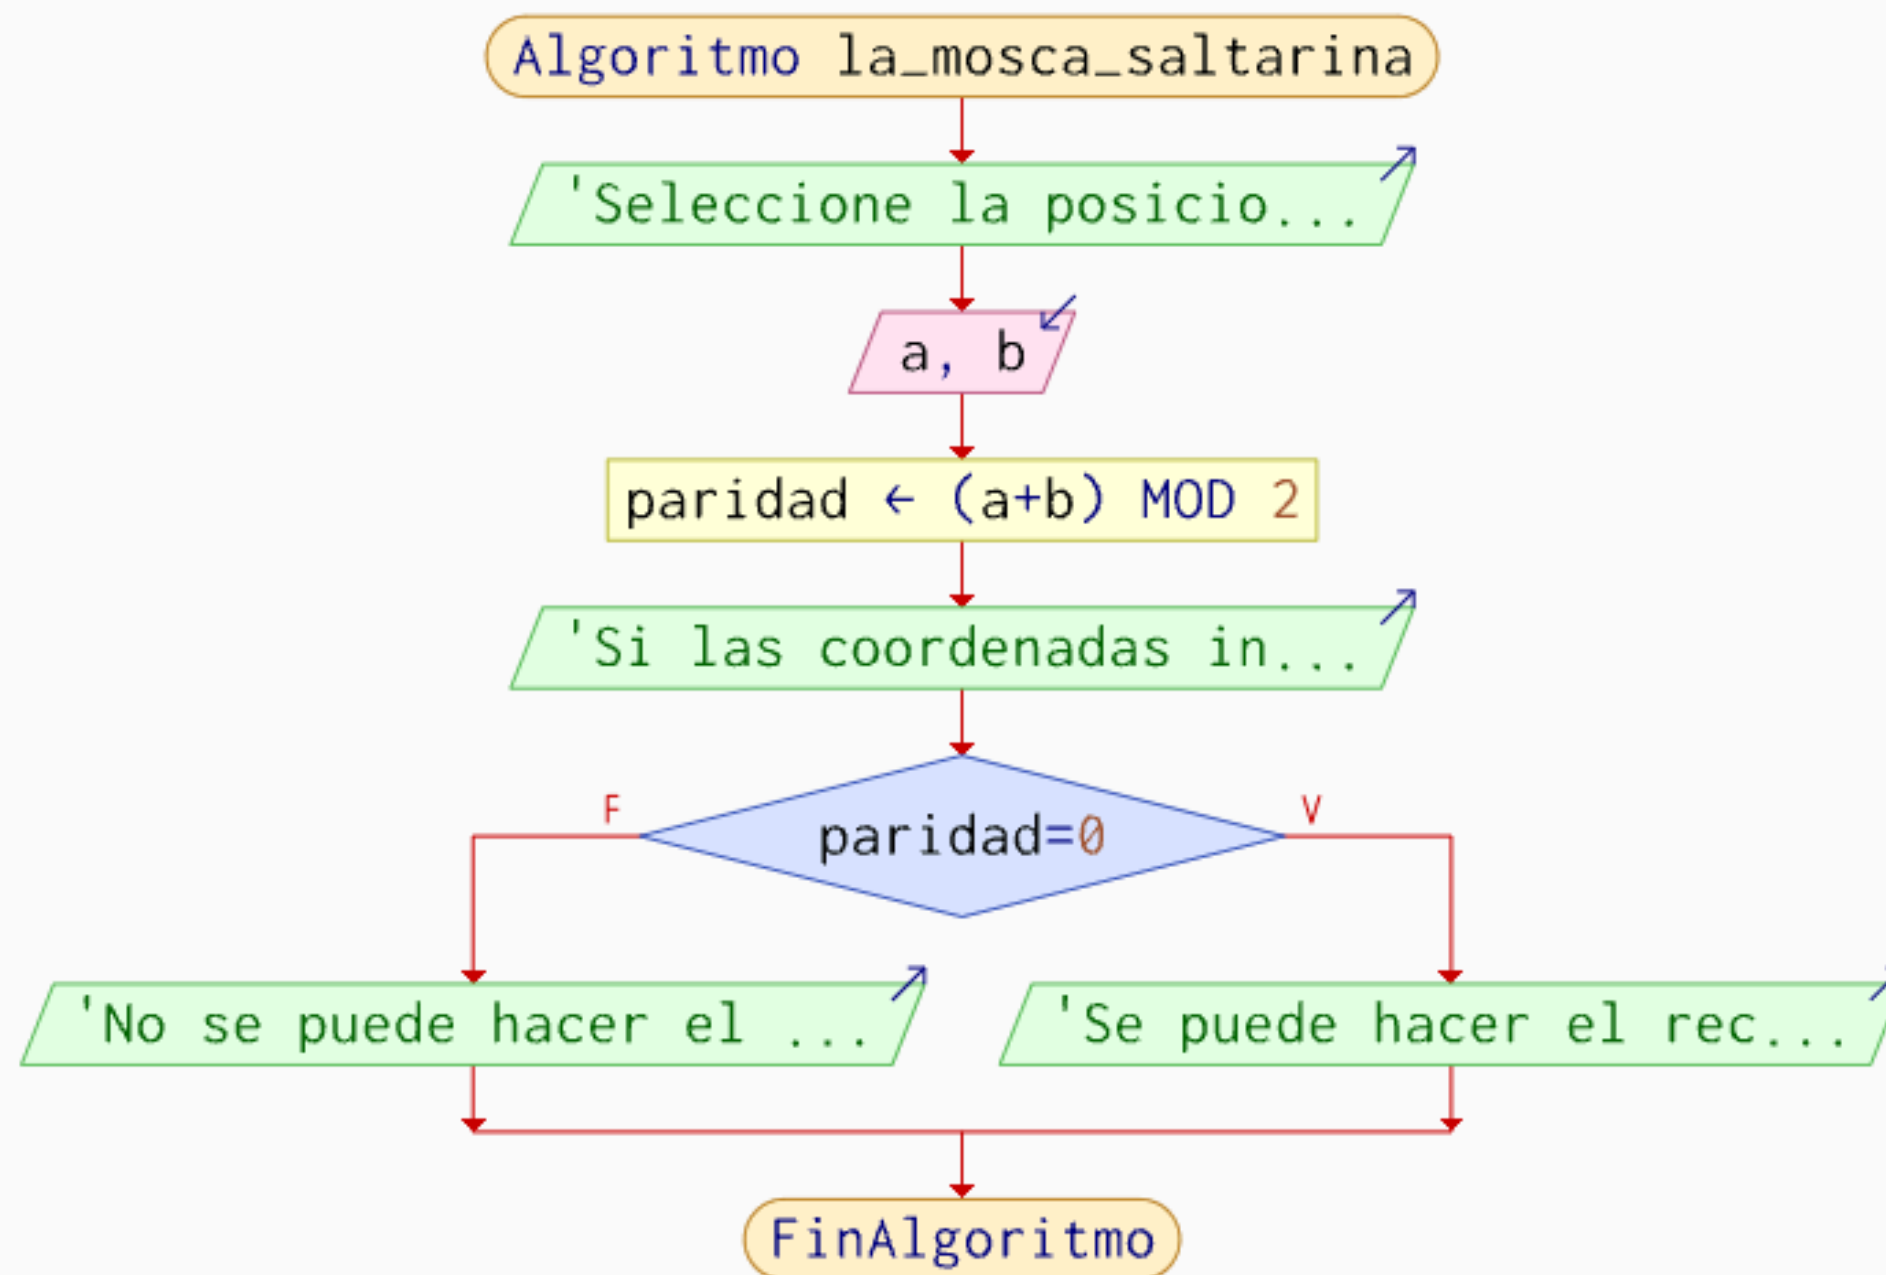 Algoritmo la_mosca_saltarina
'Seleccione la posicio...
a, b
paridad ← (a+b) MOD 2
'Si las coordenadas in...
paridad=0
F
V
'No se puede hacer el ...
'Se puede hacer el rec...
FinAlgoritmo